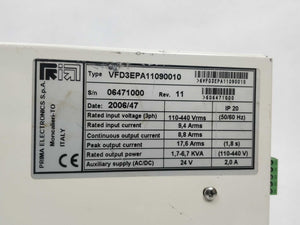 Type VFD3EPA11090010
>6VFD3EPA11090010
S/n 06471000 Rev. 11
>606471000
Date: 2006/47 IP 20
Rated input voltage (3ph) 110-440 Vrms (50/60 Hz)
Rated input current 9,4 Arms
Continuous output current 8,8 Arms
Peak output current 17,6 Arms (1,8 s)
Rated output power 1,7-6,7 KVA (110-440 V)
Auxiliary supply (AC/DC) 24 V 2,0 A
PRIMA ELECTRONICS S.p.A.
Moncalieri-TO
ITALY